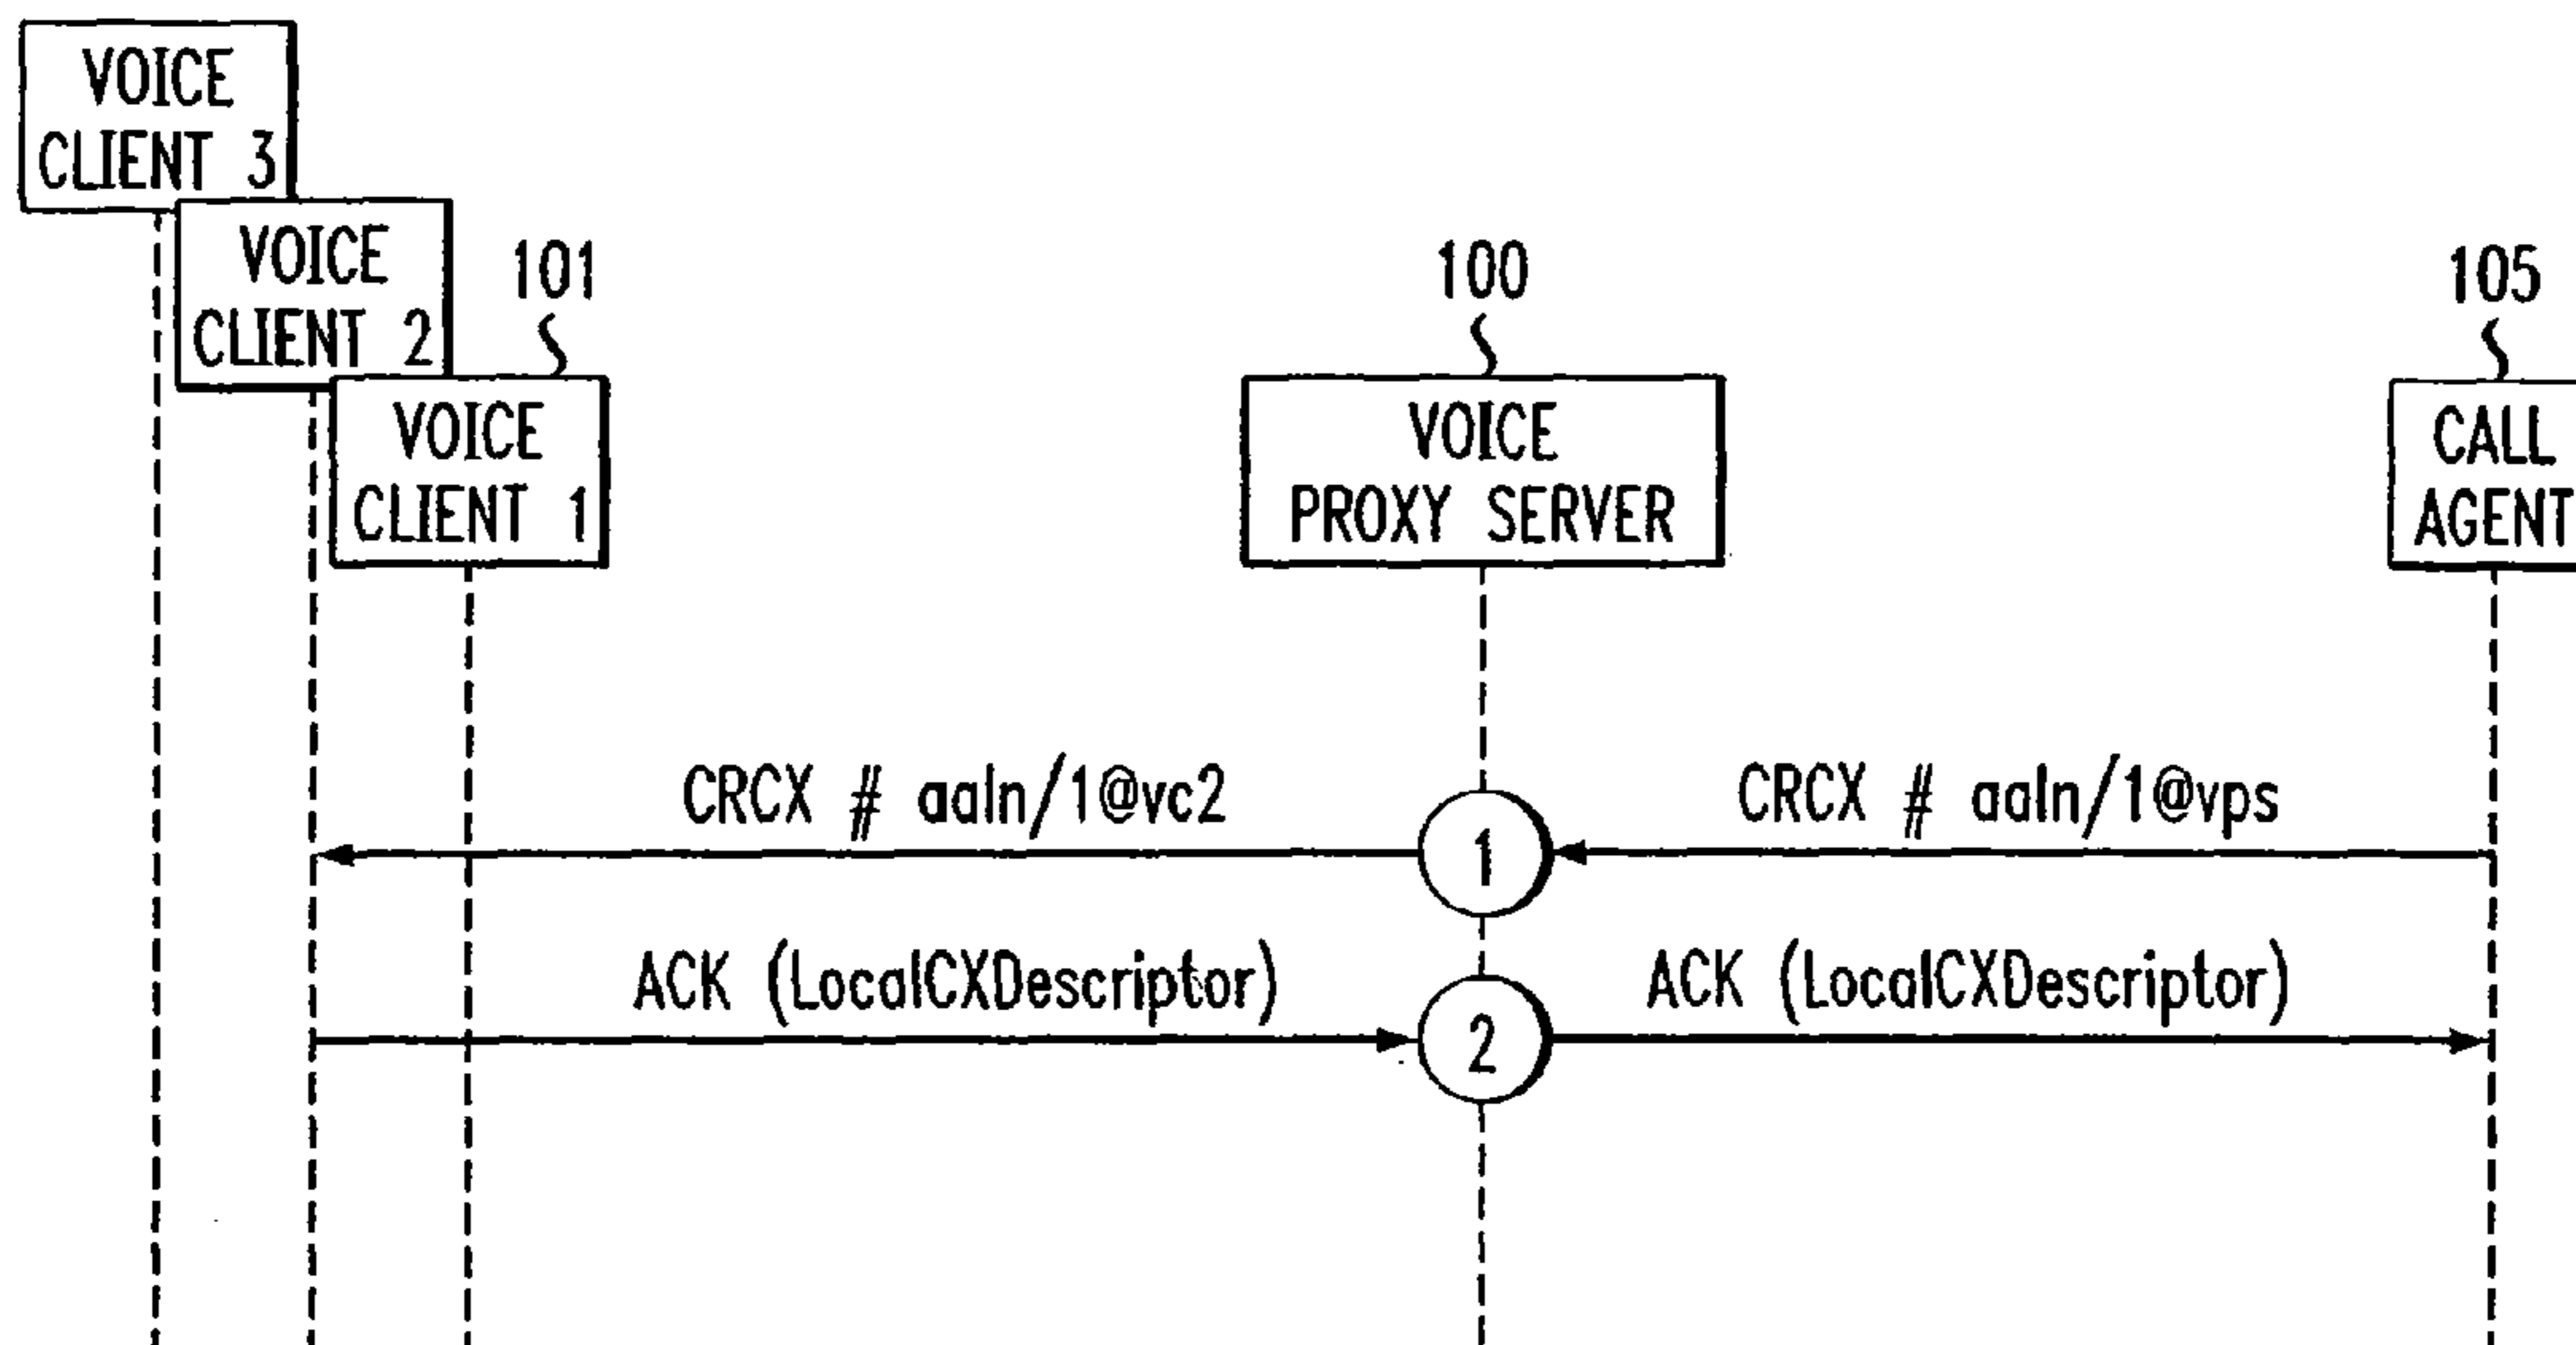 VOICE
CLIENT 3
VOICE
CLIENT 2
101
VOICE
CLIENT 1
100
VOICE
PROXY SERVER
105
CALL
AGENT
CRCX # aaln/1@vc2
1
CRCX # aaln/1@vps
ACK (LocalCXDescriptor)
2
ACK (LocalCXDescriptor)